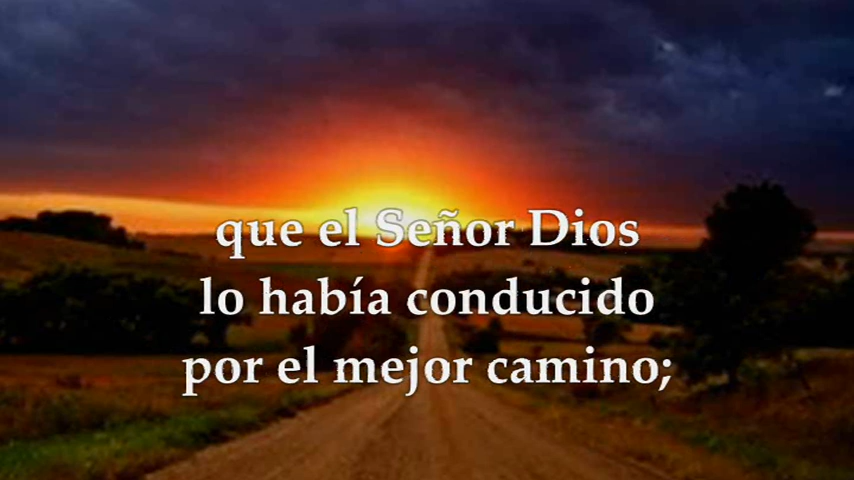 que el Señor Dios
lo había conducido
por el mejor camino;